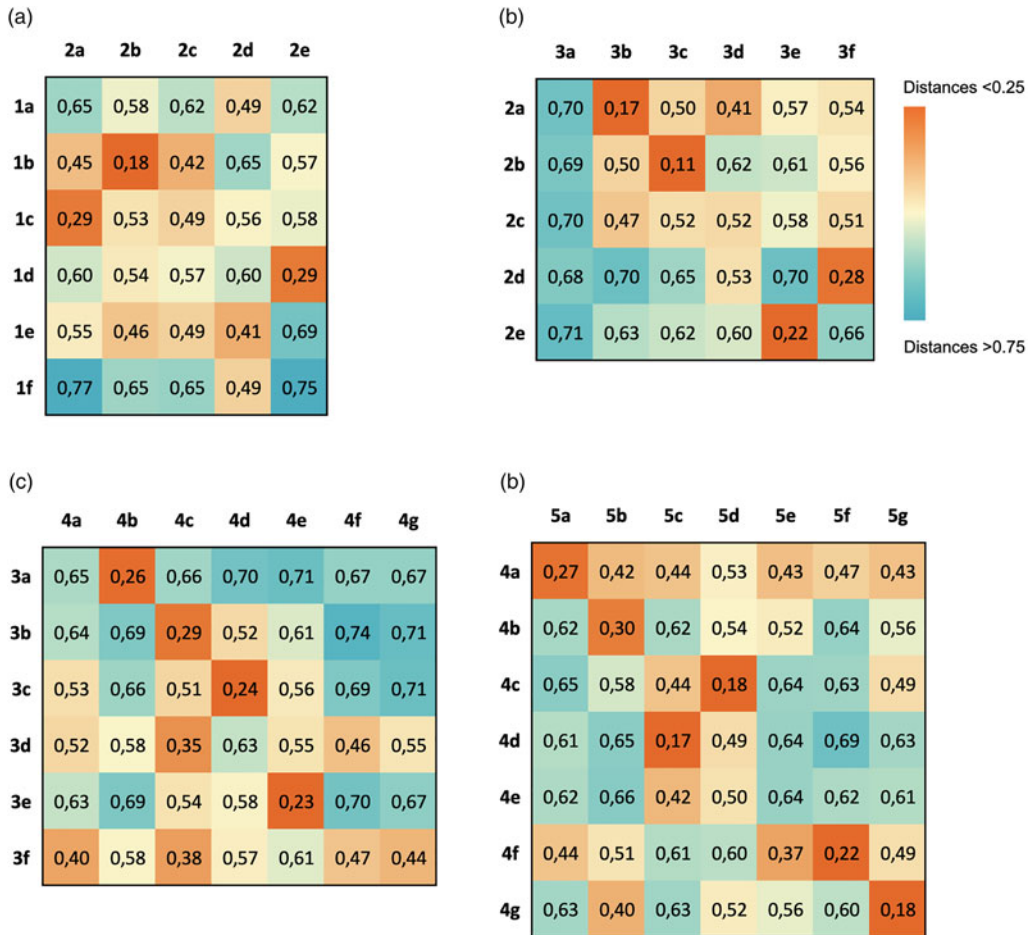 (a)
2a 2b 2c 2d 2e
1a 0,65 0,58 0,62 0,49 0,62
1b 0,45 0,18 0,42 0,65 0,57
1c 0,29 0,53 0,49 0,56 0,58
1d 0,60 0,54 0,57 0,60 0,29
1e 0,55 0,46 0,49 0,41 0,69
1f 0,77 0,65 0,65 0,49 0,75
(b)
3a 3b 3c 3d 3e 3f
2a 0,70 0,17 0,50 0,41 0,57 0,54
2b 0,69 0,50 0,11 0,62 0,61 0,56
2c 0,70 0,47 0,52 0,52 0,58 0,51
2d 0,68 0,70 0,65 0,53 0,70 0,28
2e 0,71 0,63 0,62 0,60 0,22 0,66
Distances <0.25
Distances >0.75
(c)
4a 4b 4c 4d 4e 4f 4g
3a 0,65 0,26 0,66 0,70 0,71 0,67 0,67
3b 0,64 0,69 0,29 0,52 0,61 0,74 0,71
3c 0,53 0,66 0,51 0,24 0,56 0,69 0,71
3d 0,52 0,58 0,35 0,63 0,55 0,46 0,55
3e 0,63 0,69 0,54 0,58 0,23 0,70 0,67
3f 0,40 0,58 0,38 0,57 0,61 0,47 0,44
(b)
5a 5b 5c 5d 5e 5f 5g
4a 0,27 0,42 0,44 0,53 0,43 0,47 0,43
4b 0,62 0,30 0,62 0,54 0,52 0,64 0,56
4c 0,65 0,58 0,44 0,18 0,64 0,63 0,49
4d 0,61 0,65 0,17 0,49 0,64 0,69 0,63
4e 0,62 0,66 0,42 0,50 0,64 0,62 0,61
4f 0,44 0,51 0,61 0,60 0,37 0,22 0,49
4g 0,63 0,40 0,63 0,52 0,56 0,60 0,18